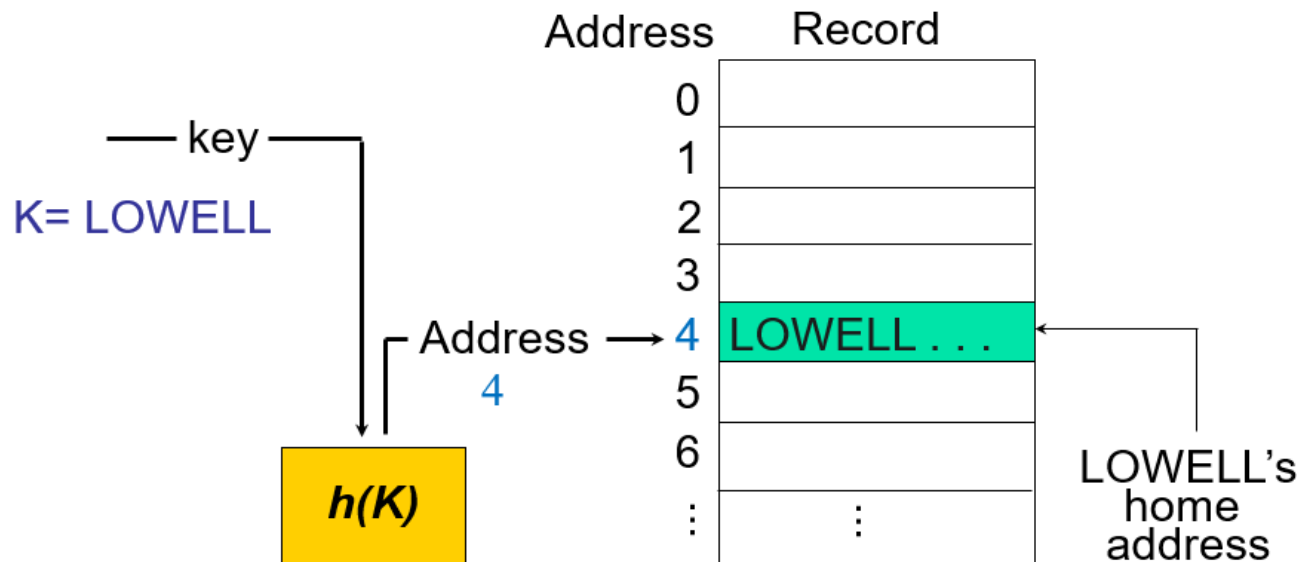 Address Record
0
key
1
K= LOWELL
2
3
Address
4
4 LOWELL . . .
5
6
h(K)
⋮ ⋮
LOWELL’s
home
address